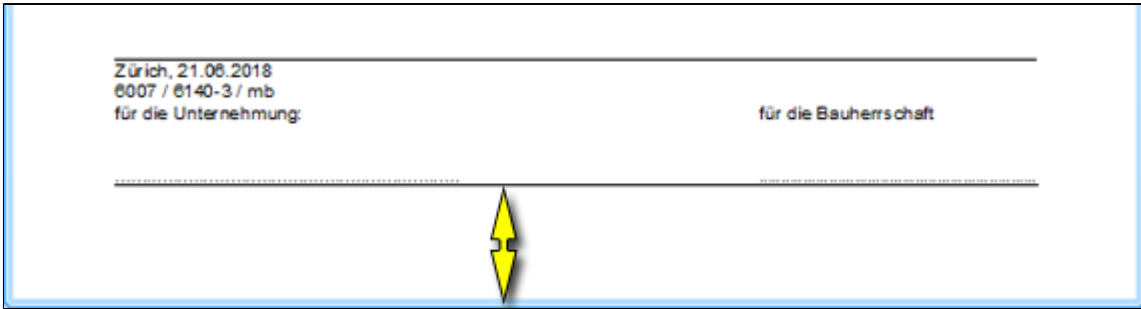 Zürich, 21.06.2018
6007 / 6140-3 / mb
für die Unternehmung:
für die Bauherrschaft